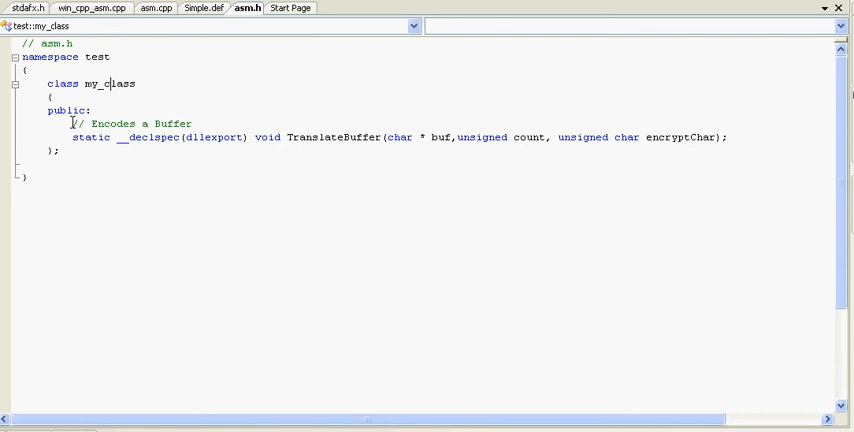 stdafx.h win_cpp_asm.cpp asm.cpp Simple.def asm.h Start Page
test::my_class
// asm.h
namespace test
{
class my_class
{
public:
// Encodes a Buffer
static __declspec(dllexport) void TranslateBuffer(char * buf,unsigned count, unsigned char encryptChar);
};
}